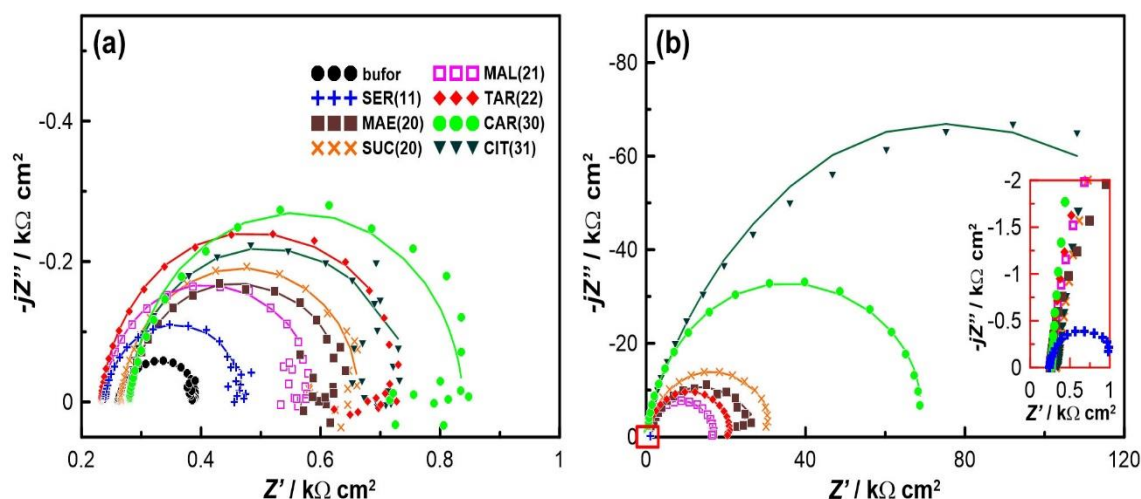 (a)
bufor
SER(11)
MAE(20)
SUC(20)
MAL(21)
TAR(22)
CAR(30)
CIT(31)
-jZ" / kΩ cm²
-0.4
-0.2
0
0.2
0.4
0.6
0.8
1
Z' / kΩ cm²
(b)
-jZ" / kΩ cm²
-80
-60
-40
-20
-0
0
40
80
120
Z' / kΩ cm²
-jZ" / kΩ cm²
-2
-1.5
-1
-0.5
0
0
0.5
1
Z' / kΩ cm²